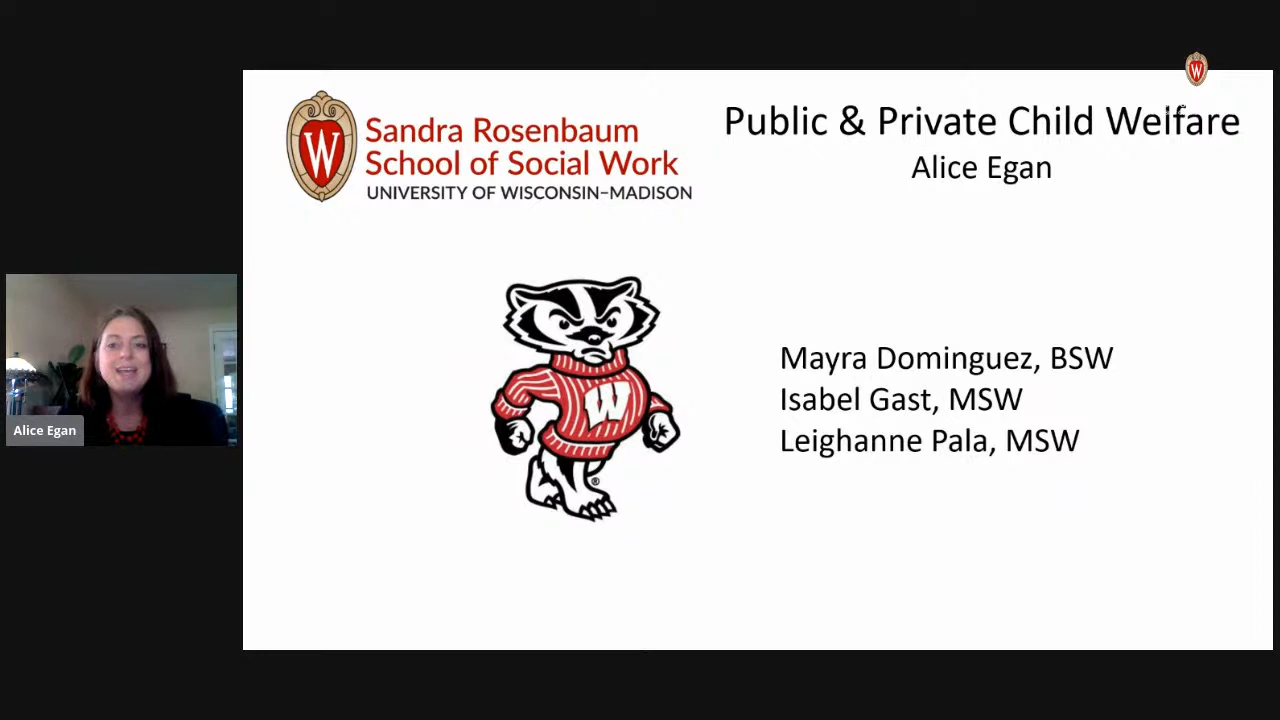 W
Sandra Rosenbaum
School of Social Work
UNIVERSITY OF WISCONSIN–MADISON
W
Public & Private Child Welfare
Alice Egan
W
®
Mayra Dominguez, BSW
Isabel Gast, MSW
Leighanne Pala, MSW
Alice Egan